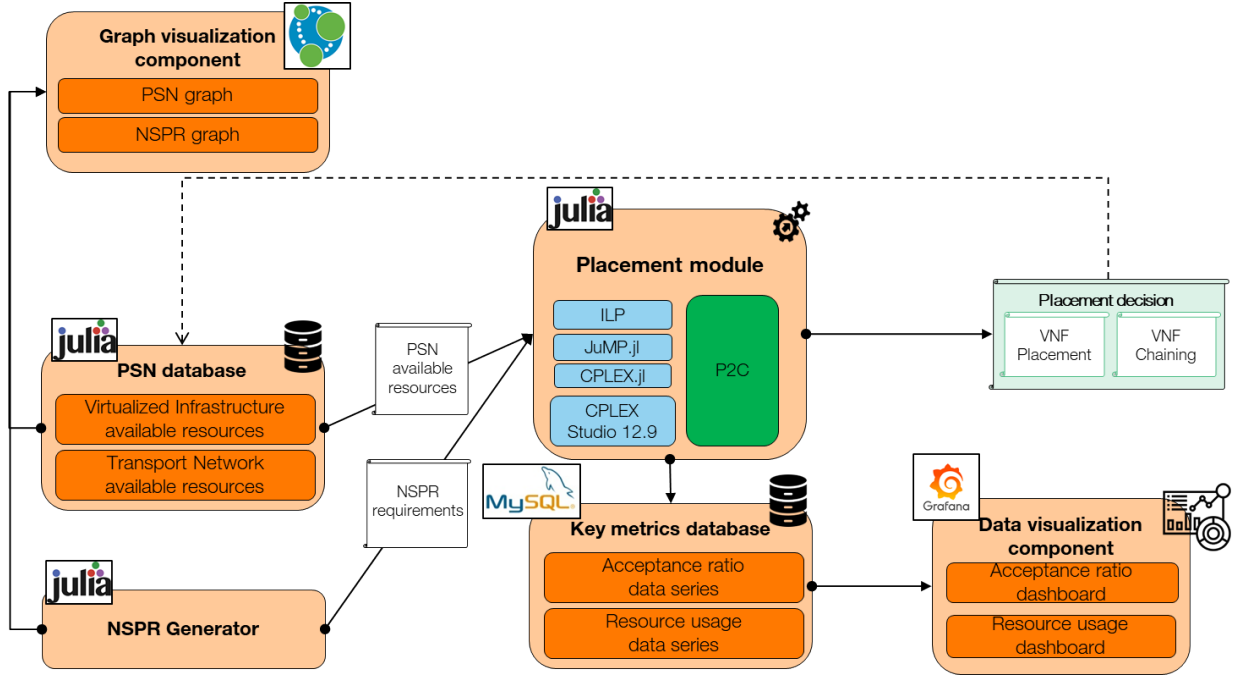 Graph visualization
component
PSN graph
NSPR graph
julia
Placement module
ILP
JuMP.jl
CPLEX.jl
CPLEX
Studio 12.9
P2C
Placement decision
VNF
Placement
VNF
Chaining
julia
PSN database
Virtualized Infrastructure
available resources
Transport Network
available resources
PSN
available
resources
NSPR
requirements
julia
NSPR Generator
MySQL
Key metrics database
Acceptance ratio
data series
Resource usage
data series
Grafana
Data visualization
component
Acceptance ratio
dashboard
Resource usage
dashboard